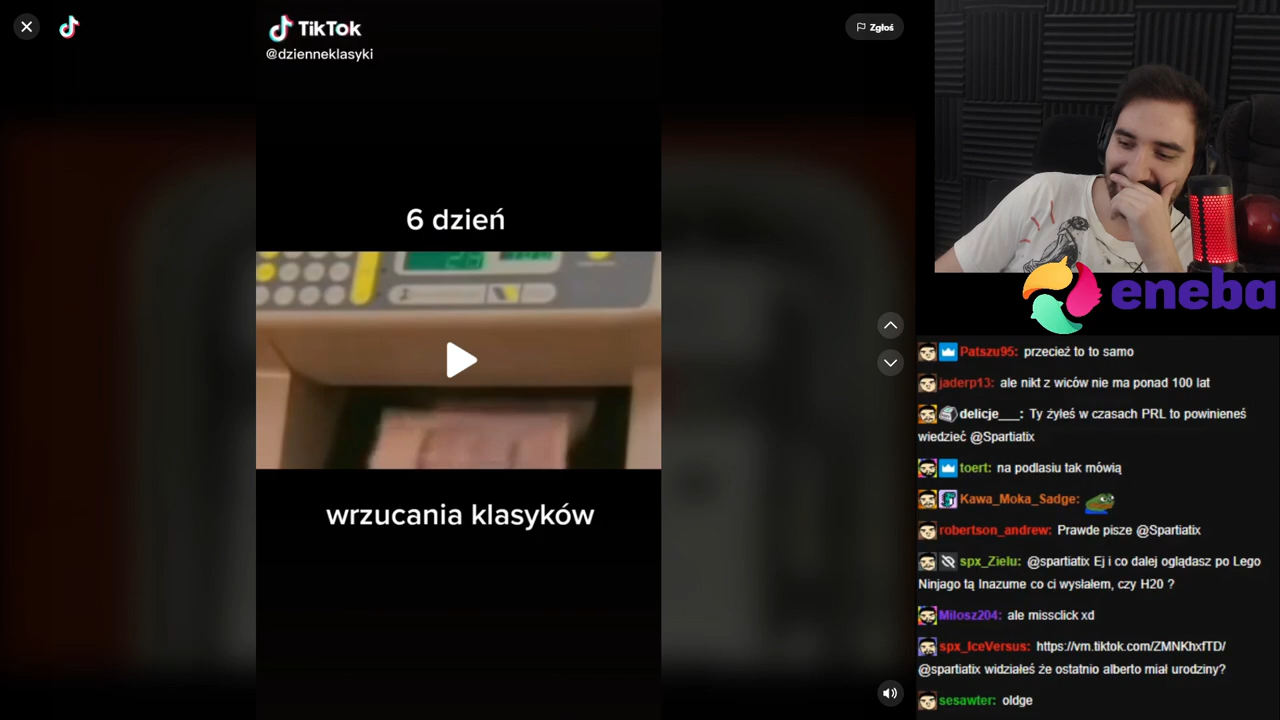 TikTok
@dzienneklasyki
Zgłoś
6 dzień
wrzucania klasyków
eneba
Patszu95: przecież to to samo
jaderp13: ale nikt z wiców nie ma ponad 100 lat
delicje___: Ty żyłeś w czasach PRL to powinieneś
wiedzieć @Spartiatix
toert: na podlasiu tak mówią
Kawa_Moka_Sadge:
robertson_andrew: Prawde pisze @Spartiatix
spx_Zielu: @spartiatix Ej i co dalej oglądasz po Lego
Ninjago tą Inazume co ci wysłałem, czy H20 ?
Milosz204: ale missclick xd
spx_IceVersus: https://vm.tiktok.com/ZMNKhxfTD/
@spartiatix widziałeś że ostatnio alberto miał urodziny?
sesawter: oldge